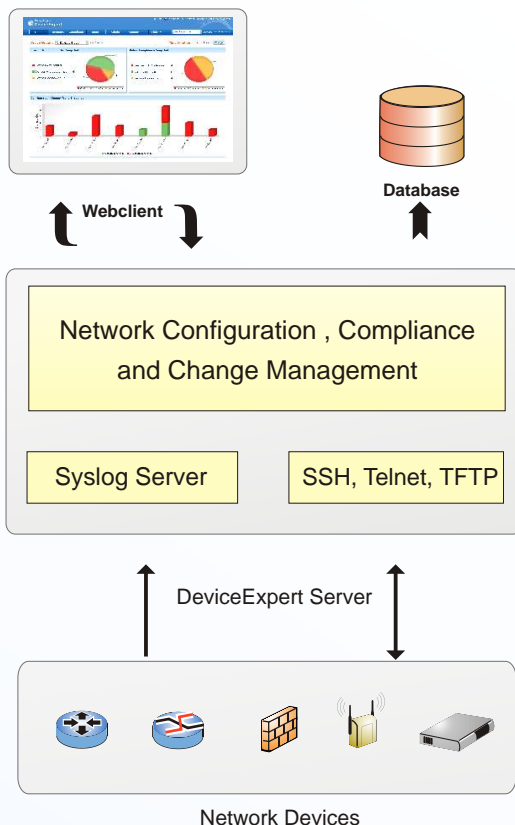 Webclient
Database
Network Configuration , Compliance
and Change Management
Syslog Server
SSH, Telnet, TFTP
DeviceExpert Server
Network Devices